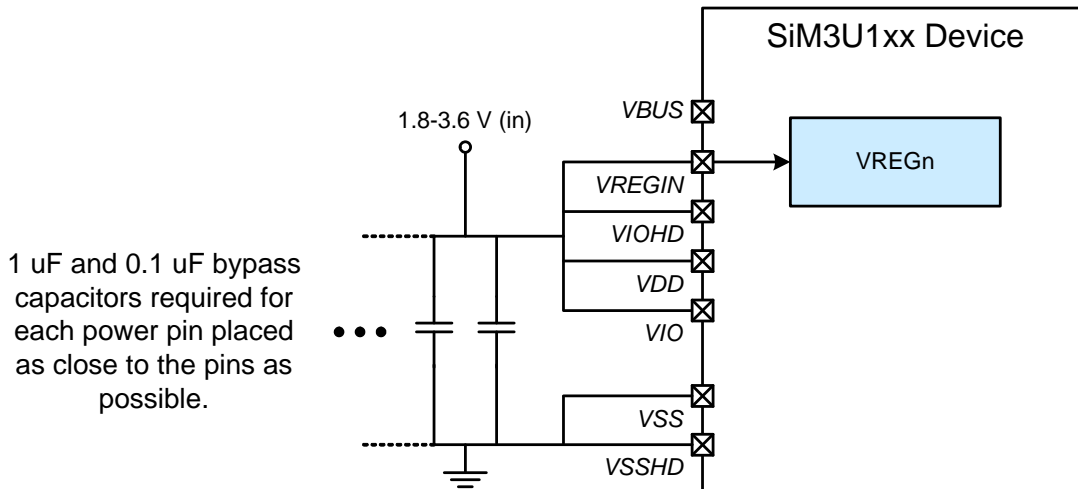 SiM3U1xx Device
VBUS
1.8-3.6 V (in)
VREGn
VREGIN
VIOHD
1 uF and 0.1 uF bypass
capacitors required for
each power pin placed
as close to the pins as
possible.
VDD
VIO
VSS
VSSHD